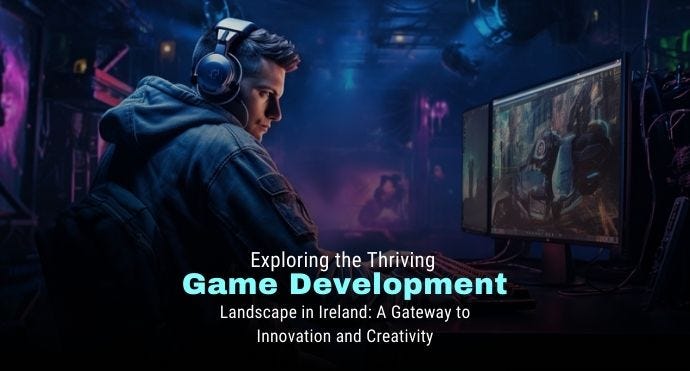 Exploring the Thriving
Game Development
Landscape in Ireland: A Gateway to
Innovation and Creativity